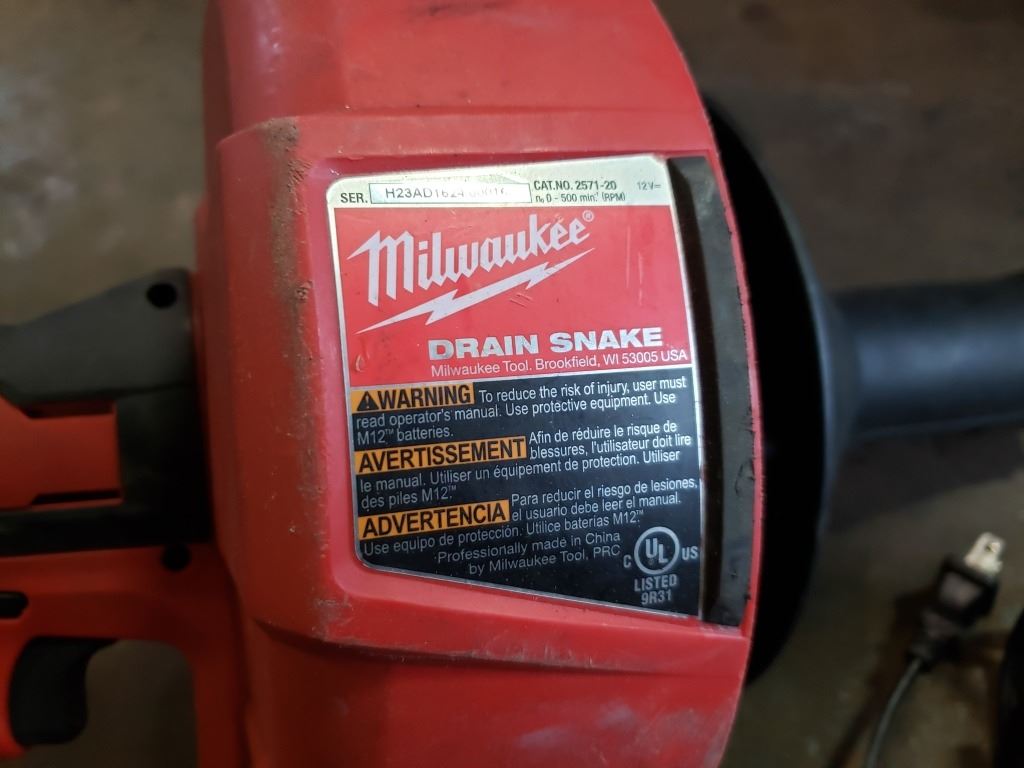 SER. H23AD1624
CAT.NO. 2571-20 12V⎓
n₀ 0 - 500 min.⁻¹ (RPM)
Milwaukee®
DRAIN SNAKE
Milwaukee Tool. Brookfield, WI 53005 USA
WARNING To reduce the risk of injury, user must
read operator's manual. Use protective equipment. Use
M12™ batteries.
AVERTISSEMENT Afin de réduire le risque de
blessures, l'utilisateur doit lire
le manual. Utiliser un équipement de protection. Utiliser
des piles M12™.
ADVERTENCIA Para reducir el riesgo de lesiones,
el usuario debe leer el manual.
Use equipo de protección. Utilice baterías M12™.
Professionally made in China
by Milwaukee Tool, PRC
C UL US
LISTED
9R31